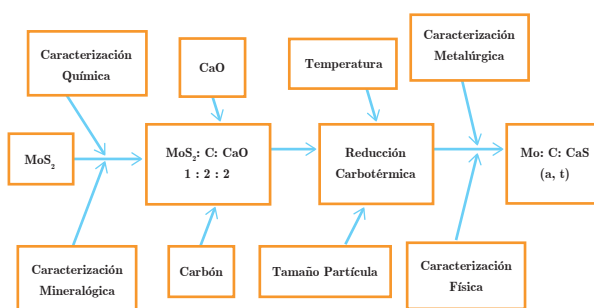 Caracterización
Química
CaO
Temperatura
Caracterización
Metalúrgica
MoS₂
MoS₂: C: CaO
1 : 2 : 2
Reducción
Carbotérmica
Mo: C: CaS
(a, t)
Caracterización
Mineralógica
Carbón
Tamaño Partícula
Caracterización
Física